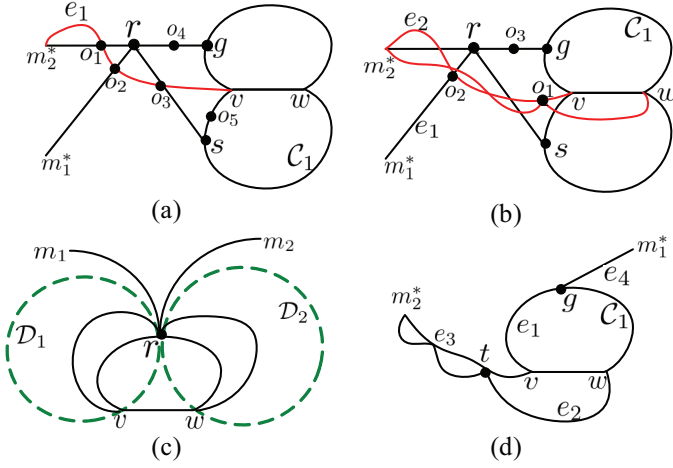 e₁ r o₄ g C₁
m₂* o₁ o₂ o₃ v w
o₅ s C₁
m₁*
(a)
e₂ r o₃ g C₁
m₂* o₂ o₁ v w
e₁ s
m₁*
(b)
m₁ m₂
D₁ r D₂
v w
(c)
m₁*
e₄
m₂* g C₁
e₃ t e₁
v w
e₂
(d)